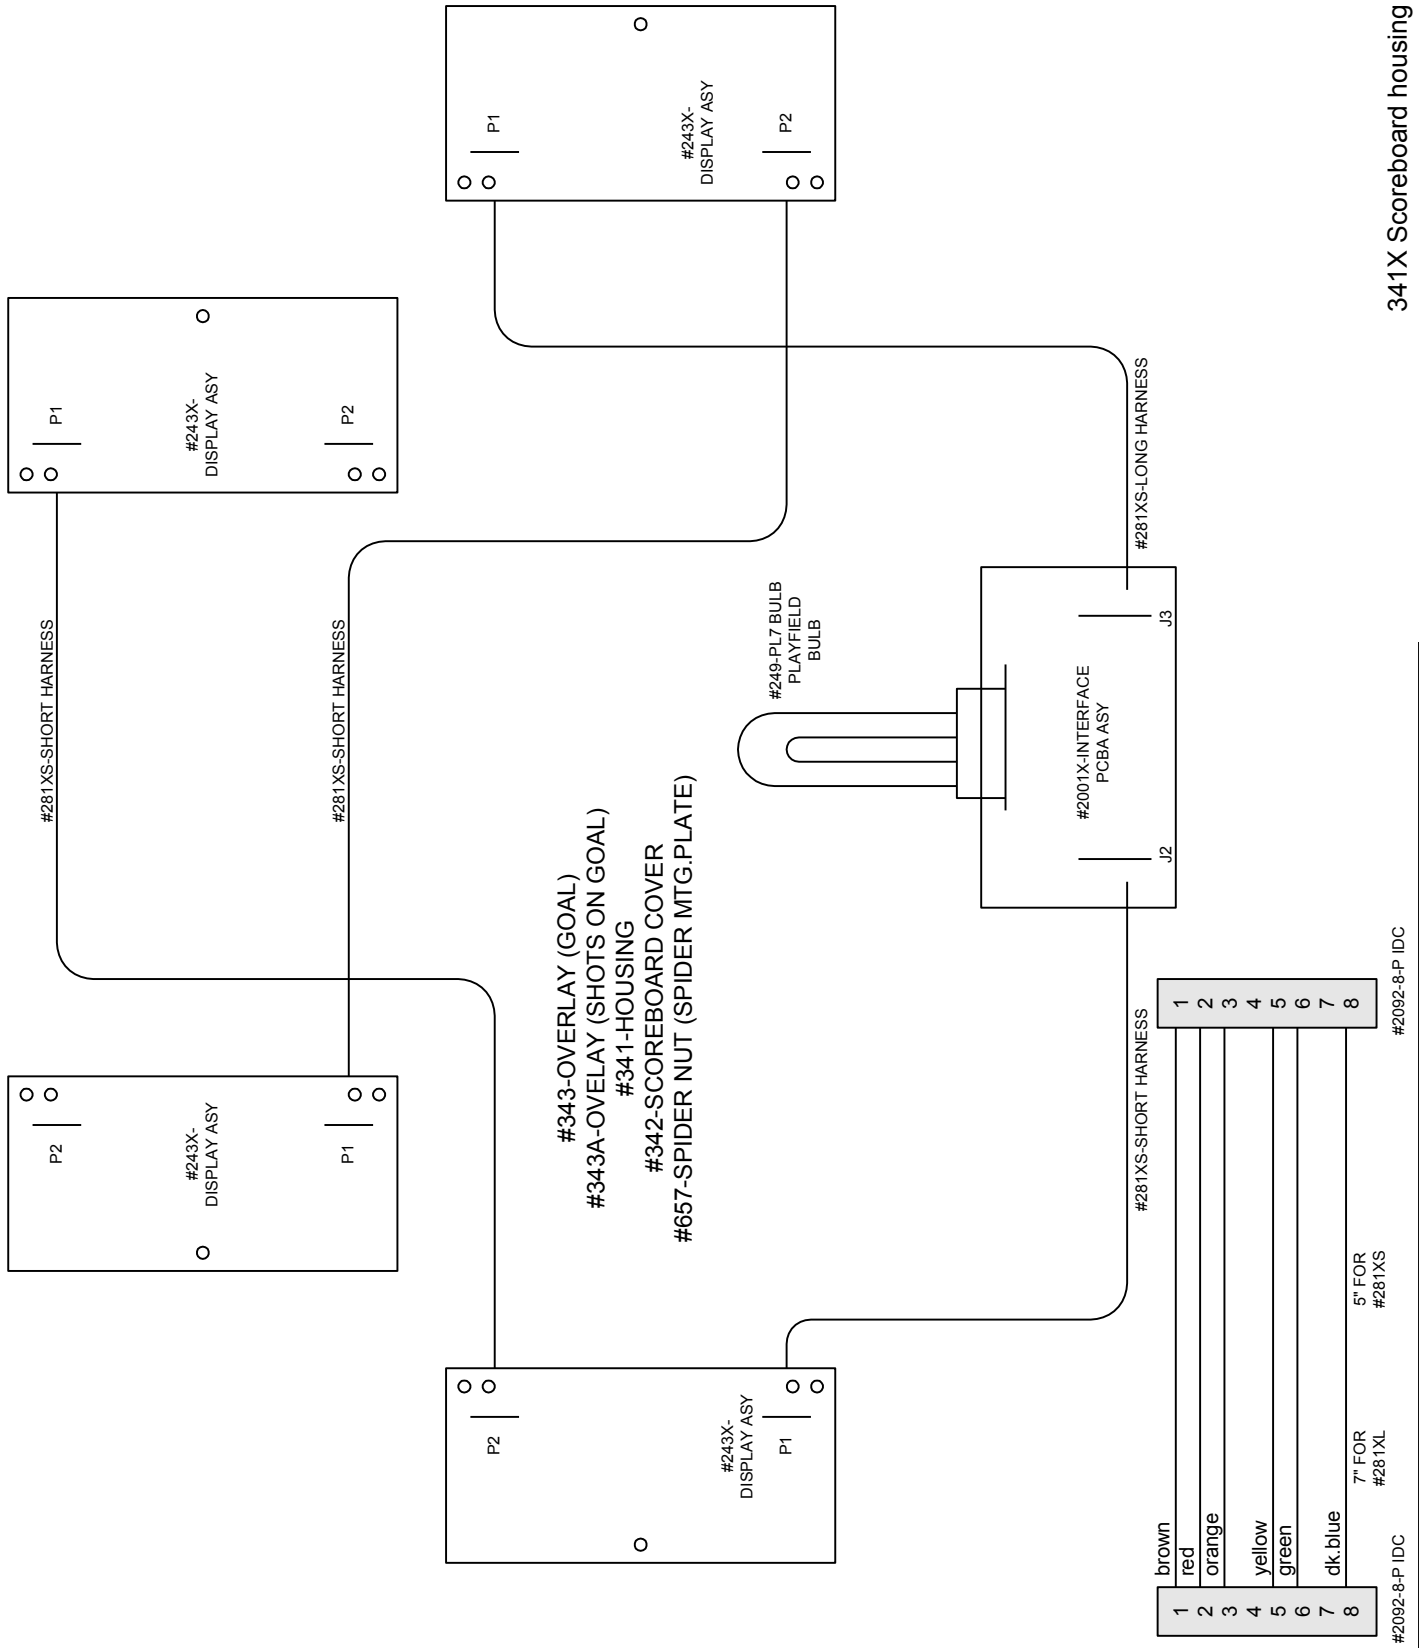 341X Scoreboard housing
P1
#243X-
DISPLAY ASY
P2
P1
#243X-
DISPLAY ASY
P2
P2
#243X-
DISPLAY ASY
P1
P2
#243X-
DISPLAY ASY
P1
#281XS-SHORT HARNESS
#281XS-SHORT HARNESS
#281XS-LONG HARNESS
#281XS-SHORT HARNESS
#249-PL7 BULB
PLAYFIELD
BULB
#2001X-INTERFACE
PCBA ASY
J2
J3
#343-OVERLAY (GOAL)
#343A-OVELAY (SHOTS ON GOAL)
#341-HOUSING
#342-SCOREBOARD COVER
#657-SPIDER NUT (SPIDER MTG.PLATE)
1
2
3
4
5
6
7
8
#2092-8-P IDC
brown
red
orange
yellow
green
dk.blue
7" FOR
#281XL
5" FOR
#281XS
1
2
3
4
5
6
7
8
#2092-8-P IDC